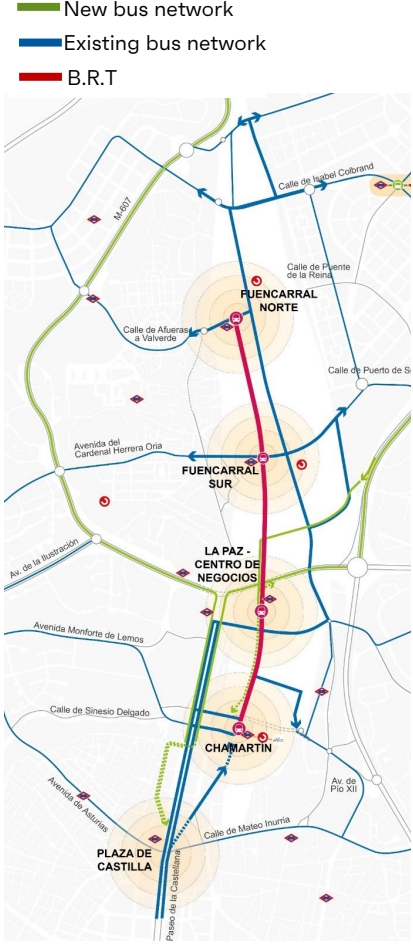 New bus network
Existing bus network
B.R.T
Calle de Isabel Colbrand
M-607
Calle de Puente
de la Reina
FUENCARRAL
NORTE
Calle de Afueras
a Valverde
Calle de Puerto de So
Avenida del
Cardenal Herrera Oria
FUENCARRAL
SUR
Av. de la Ilustración
LA PAZ -
CENTRO DE
NEGOCIOS
Avenida Monforte de Lemos
Calle de Sinesio Delgado
CHAMARTÍN
Av. de
Pío XII
Avenida de Asturias
Calle de Mateo Inurria
PLAZA DE
CASTILLA
Paseo de la Castellana